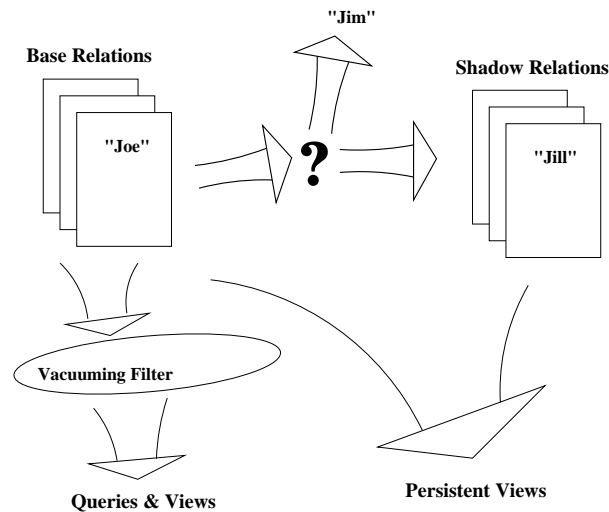 "Jim"
Base Relations
Shadow Relations
"Joe"
?
"Jill"
Vacuuming Filter
Queries & Views
Persistent Views